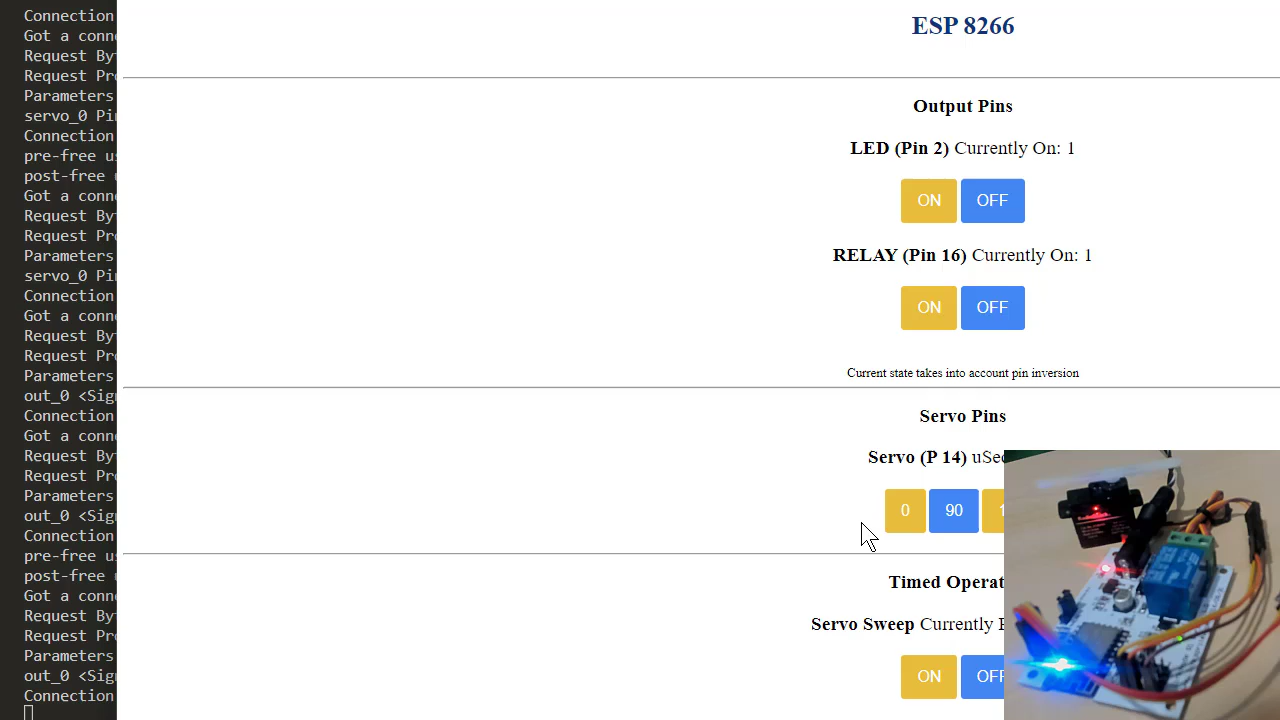 Connection
Got a conn
Request By
Request Pr
Parameters
servo_0 Pi
Connection
pre-free u
post-free
Got a conn
Request By
Request Pr
Parameters
servo_0 Pi
Connection
Got a conn
Request By
Request Pr
Parameters
out_0 <Sig
Connection
Got a conn
Request By
Request Pr
Parameters
out_0 <Sig
Connection
pre-free u
post-free
Got a conn
Request By
Request Pr
Parameters
out_0 <Sig
Connection
ESP 8266
Output Pins
LED (Pin 2) Currently On: 1
ON OFF
RELAY (Pin 16) Currently On: 1
ON OFF
Current state takes into account pin inversion
Servo Pins
Servo (P 14) uSec
0 90 1
Timed Operat
Servo Sweep Currently
ON OFF